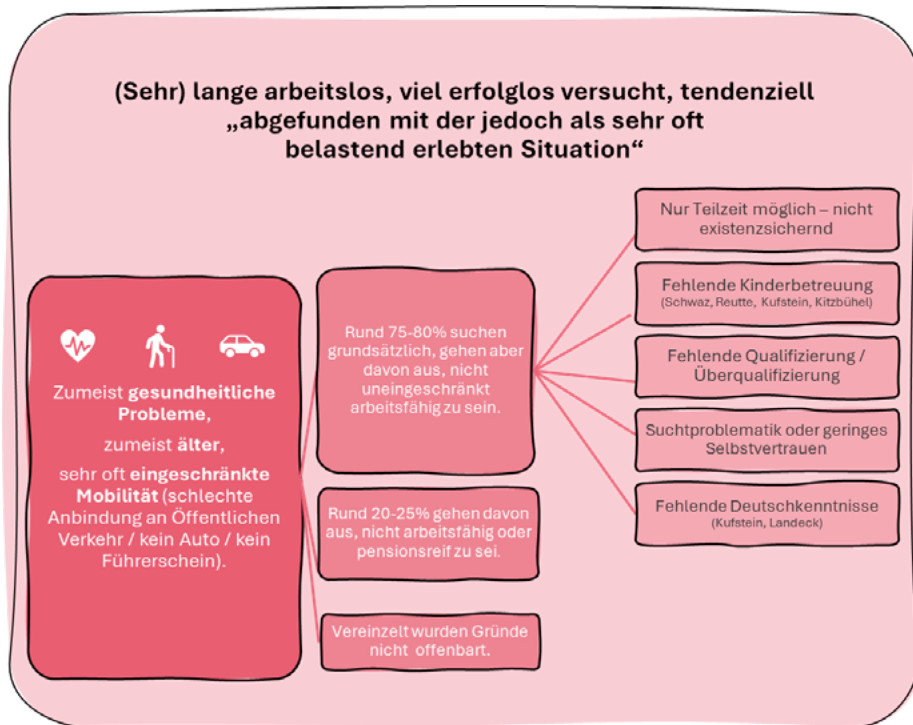 (Sehr) lange arbeitslos, viel erfolglos versucht, tendenziell
„abgefunden mit der jedoch als sehr oft
belastend erlebten Situation“
Zumeist gesundheitliche
Probleme,
zumeist älter,
sehr oft eingeschränkte
Mobilität (schlechte
Anbindung an Öffentlichen
Verkehr / kein Auto / kein
Führerschein).
Rund 75-80% suchen
grundsätzlich, gehen aber
davon aus, nicht
uneingeschränkt
arbeitsfähig zu sein.
Rund 20-25% gehen davon
aus, nicht arbeitsfähig oder
pensionsreif zu sei.
Vereinzelt wurden Gründe
nicht offenbart.
Nur Teilzeit möglich – nicht
existenzsichernd
Fehlende Kinderbetreuung
(Schwaz, Reutte, Kufstein, Kitzbühel)
Fehlende Qualifizierung /
Überqualifizierung
Suchtproblematik oder geringes
Selbstvertrauen
Fehlende Deutschkenntnisse
(Kufstein, Landeck)